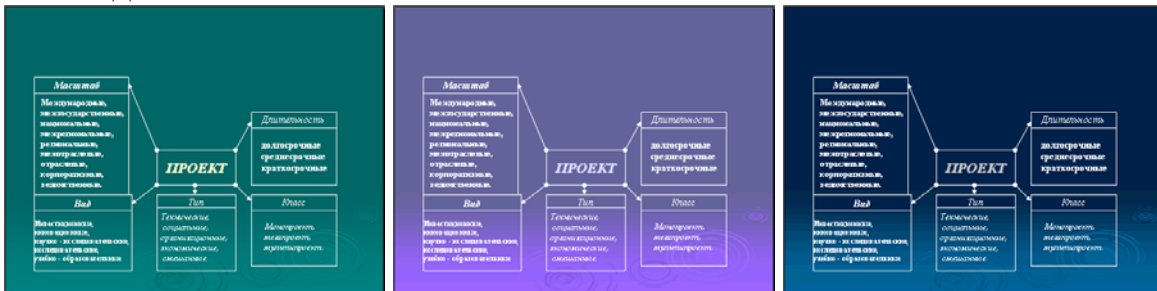 Масштаб
Международные,
межгосударственные,
национальные,
межрегиональные,
региональные,
межотраслевые,
отраслевые,
корпоративные,
ведомственные.
Длительность
долгосрочные
среднесрочные
краткосрочные
ПРОЕКТ
Вид
Инвестиционные,
инновационные,
научно - исследовательские,
исследовательские,
учебно - образовательные
Тип
Технические,
социальные,
организационные,
экономические,
смешанные
Класс
Монопроект,
мегапроект,
мультипроект.
Масштаб
Международные,
межгосударственные,
национальные,
межрегиональные,
региональные,
межотраслевые,
отраслевые,
корпоративные,
ведомственные.
Длительность
долгосрочные
среднесрочные
краткосрочные
ПРОЕКТ
Вид
Инвестиционные,
инновационные,
научно - исследовательские,
исследовательские,
учебно - образовательные
Тип
Технические,
социальные,
организационные,
экономические,
смешанные
Класс
Монопроект,
мегапроект,
мультипроект.
Масштаб
Международные,
межгосударственные,
национальные,
межрегиональные,
региональные,
межотраслевые,
отраслевые,
корпоративные,
ведомственные.
Длительность
долгосрочные
среднесрочные
краткосрочные
ПРОЕКТ
Вид
Инвестиционные,
инновационные,
научно - исследовательские,
исследовательские,
учебно - образовательные
Тип
Технические,
социальные,
организационные,
экономические,
смешанные
Класс
Монопроект,
мегапроект,
мультипроект.